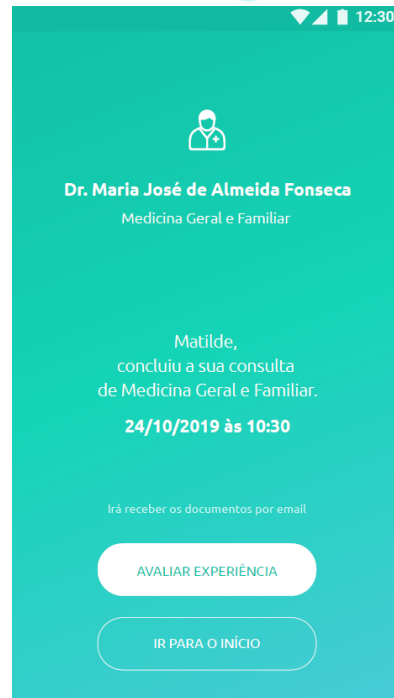 12:30
Dr. Maria José de Almeida Fonseca
Medicina Geral e Familiar
Matilde,
concluiu a sua consulta
de Medicina Geral e Familiar.
24/10/2019 às 10:30
Irá receber os documentos por email
AVALIAR EXPERIÊNCIA
IR PARA O INÍCIO